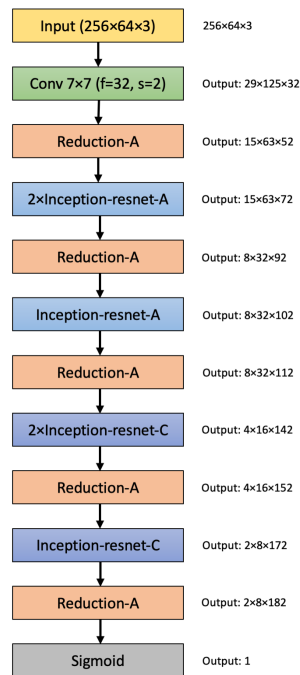 Input (256×64×3) 256×64×3
Conv 7×7 (f=32, s=2) Output: 29×125×32
Reduction-A Output: 15×63×52
2×Inception-resnet-A Output: 15×63×72
Reduction-A Output: 8×32×92
Inception-resnet-A Output: 8×32×102
Reduction-A Output: 8×32×112
2×Inception-resnet-C Output: 4×16×142
Reduction-A Output: 4×16×152
Inception-resnet-C Output: 2×8×172
Reduction-A Output: 2×8×182
Sigmoid Output: 1